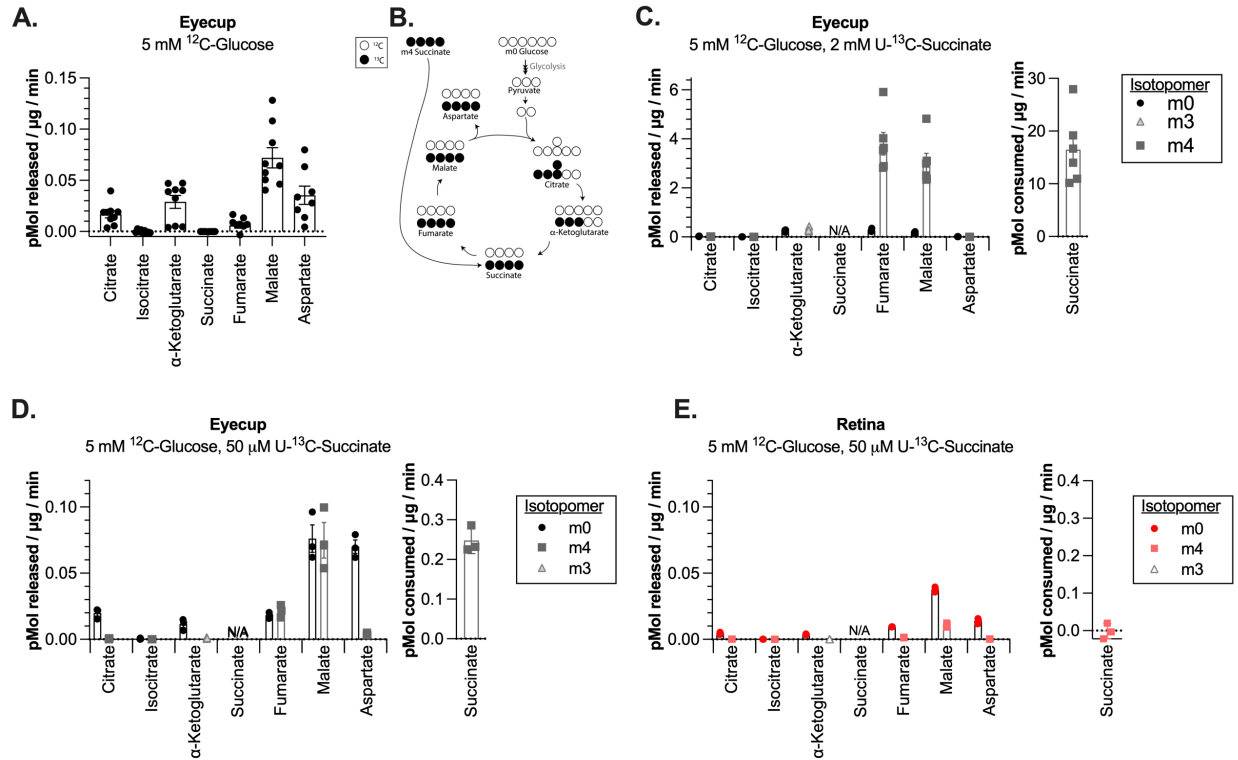 A.
Eyecup
5 mM ¹²C-Glucose
pMol released / μg / min
0.15
0.10
0.05
0.00
Citrate
Isocitrate
α-Ketoglutarate
Succinate
Fumarate
Malate
Aspartate
B.
¹²C
¹³C
m4 Succinate
m0 Glucose
Glycolysis
Pyruvate
Aspartate
Malate
Citrate
Fumarate
α-Ketoglutarate
Succinate
C.
Eyecup
5 mM ¹²C-Glucose, 2 mM U-¹³C-Succinate
pMol released / μg / min
6
4
2
0
N/A
Citrate
Isocitrate
α-Ketoglutarate
Succinate
Fumarate
Malate
Aspartate
pMol consumed / μg / min
30
20
10
0
Succinate
Isotopomer
m0
m3
m4
D.
Eyecup
5 mM ¹²C-Glucose, 50 μM U-¹³C-Succinate
pMol released / μg / min
0.10
0.05
0.00
N/A
Citrate
Isocitrate
α-Ketoglutarate
Succinate
Fumarate
Malate
Aspartate
pMol consumed / μg / min
0.4
0.3
0.2
0.1
0.0
Succinate
Isotopomer
m0
m4
m3
E.
Retina
5 mM ¹²C-Glucose, 50 μM U-¹³C-Succinate
pMol released / μg / min
0.10
0.05
0.00
N/A
Citrate
Isocitrate
α-Ketoglutarate
Succinate
Fumarate
Malate
Aspartate
pMol consumed / μg / min
0.4
0.3
0.2
0.1
0.0
Succinate
Isotopomer
m0
m4
m3